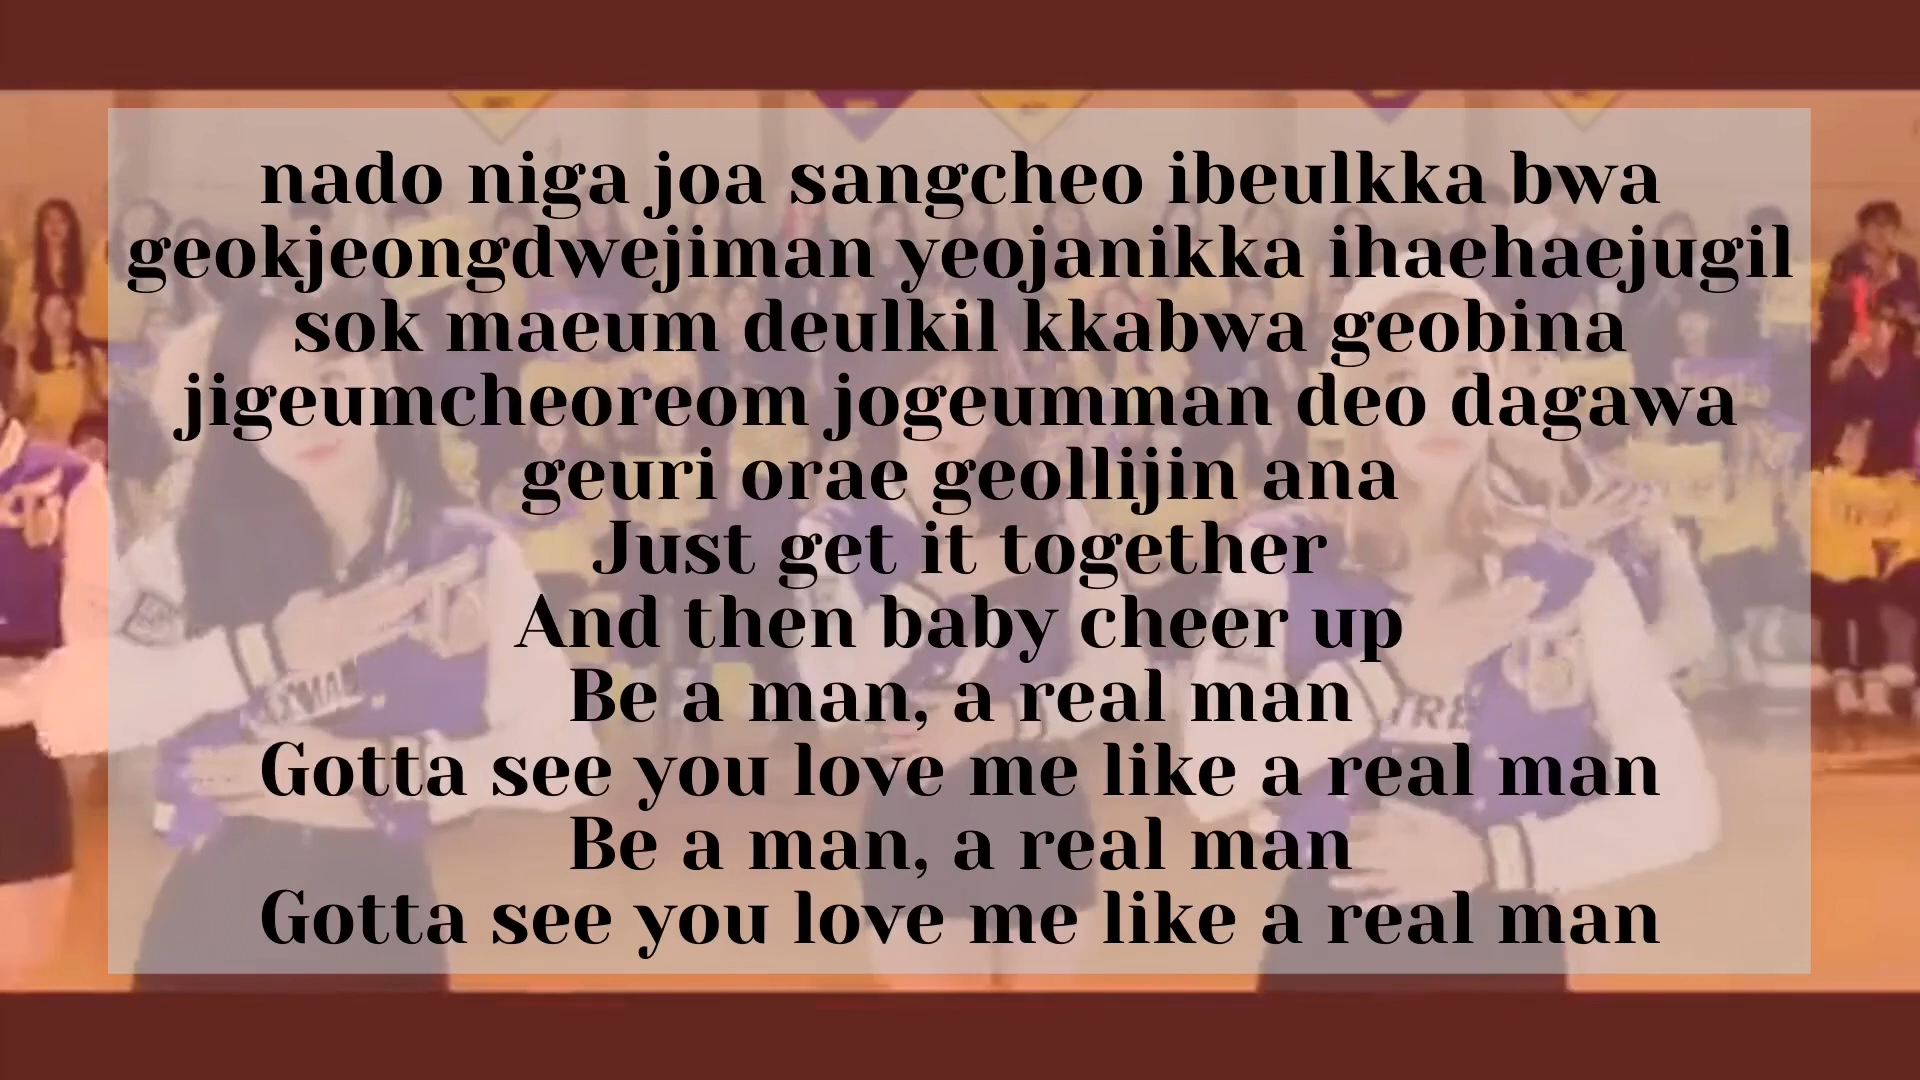 nado niga joa sangcheo ibeulkka bwa
geokjeongdwejiman yeojanikka ihaehaejugil
sok maeum deulkil kkabwa geobina
jigeumcheoreom jogeumman deo dagawa
geuri orae geollijin ana
Just get it together
And then baby cheer up
Be a man, a real man
Gotta see you love me like a real man
Be a man, a real man
Gotta see you love me like a real man